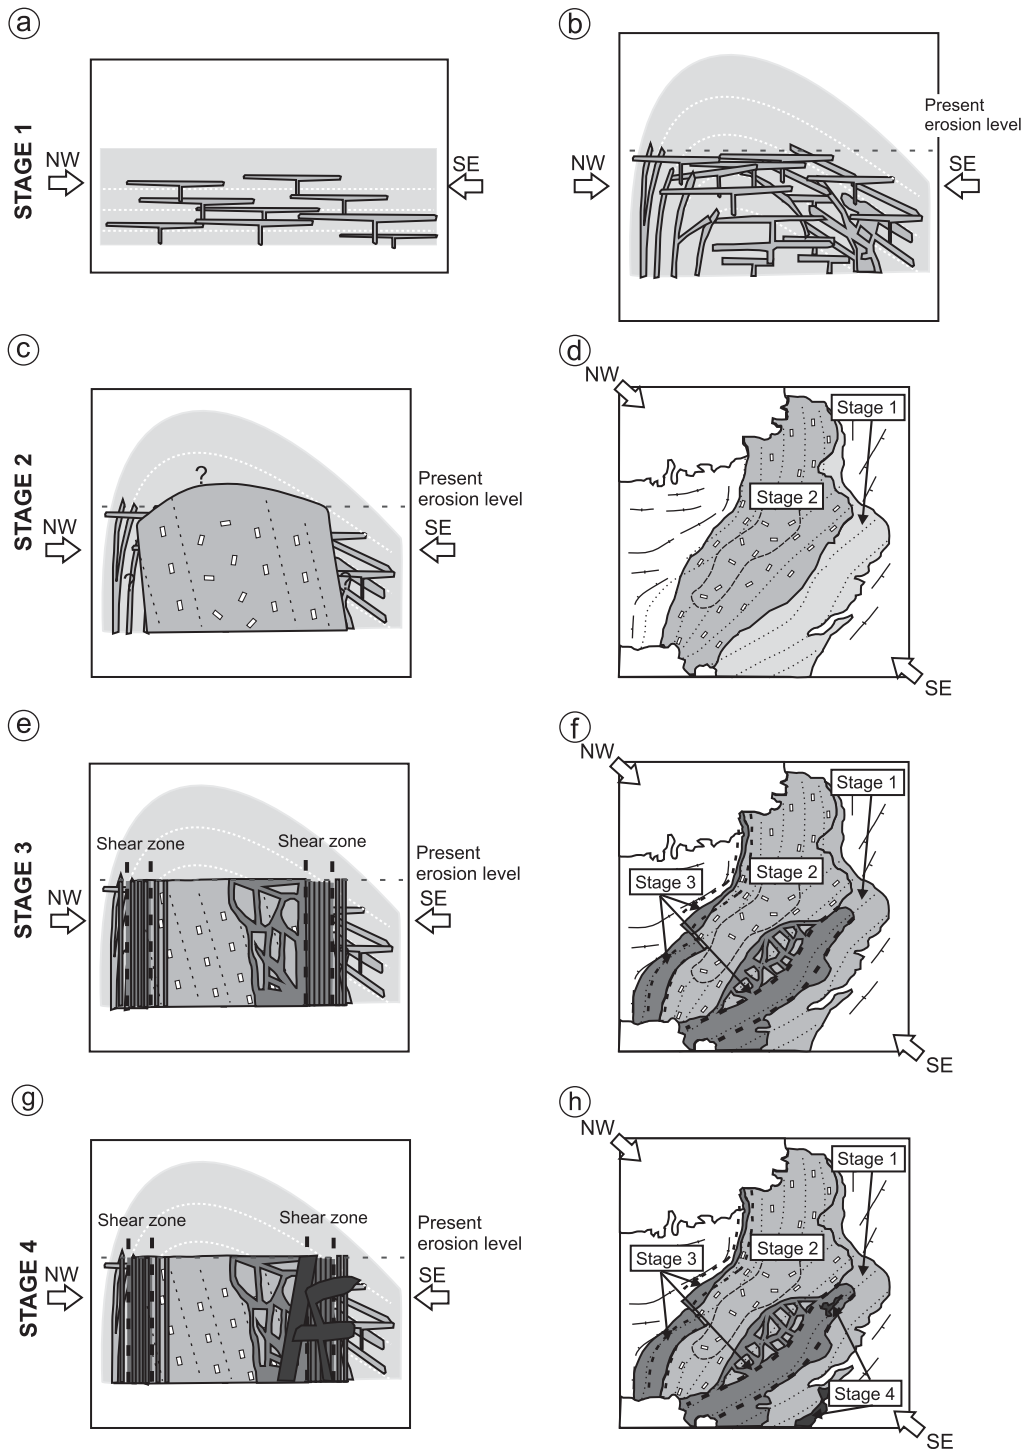 a
STAGE 1
NW
SE
b
Present
erosion level
NW
SE
c
STAGE 2
?
Present
erosion level
NW
SE
?
?
d
NW
Stage 1
Stage 2
SE
e
STAGE 3
Shear zone
Shear zone
Present
erosion level
NW
SE
f
NW
Stage 1
Stage 2
Stage 3
SE
g
STAGE 4
Shear zone
Shear zone
Present
erosion level
NW
SE
h
NW
Stage 1
Stage 2
Stage 3
Stage 4
SE